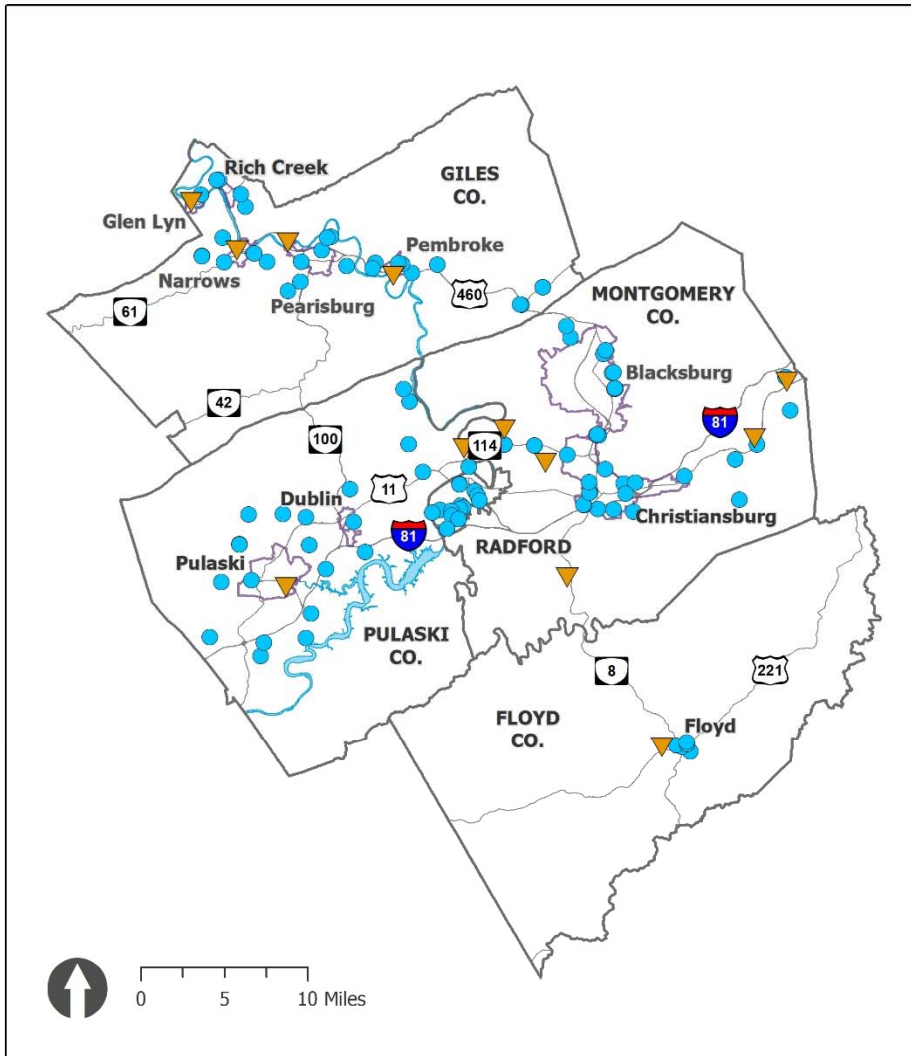 Rich Creek
GILES
CO.
Glen Lyn
Pembroke
Narrows
460
MONTGOMERY
CO.
Pearisburg
61
Blacksburg
42
81
100
114
Dublin
11
Christiansburg
81
RADFORD
Pulaski
PULASKI
CO.
8
221
FLOYD
CO.
Floyd
0 5 10 Miles